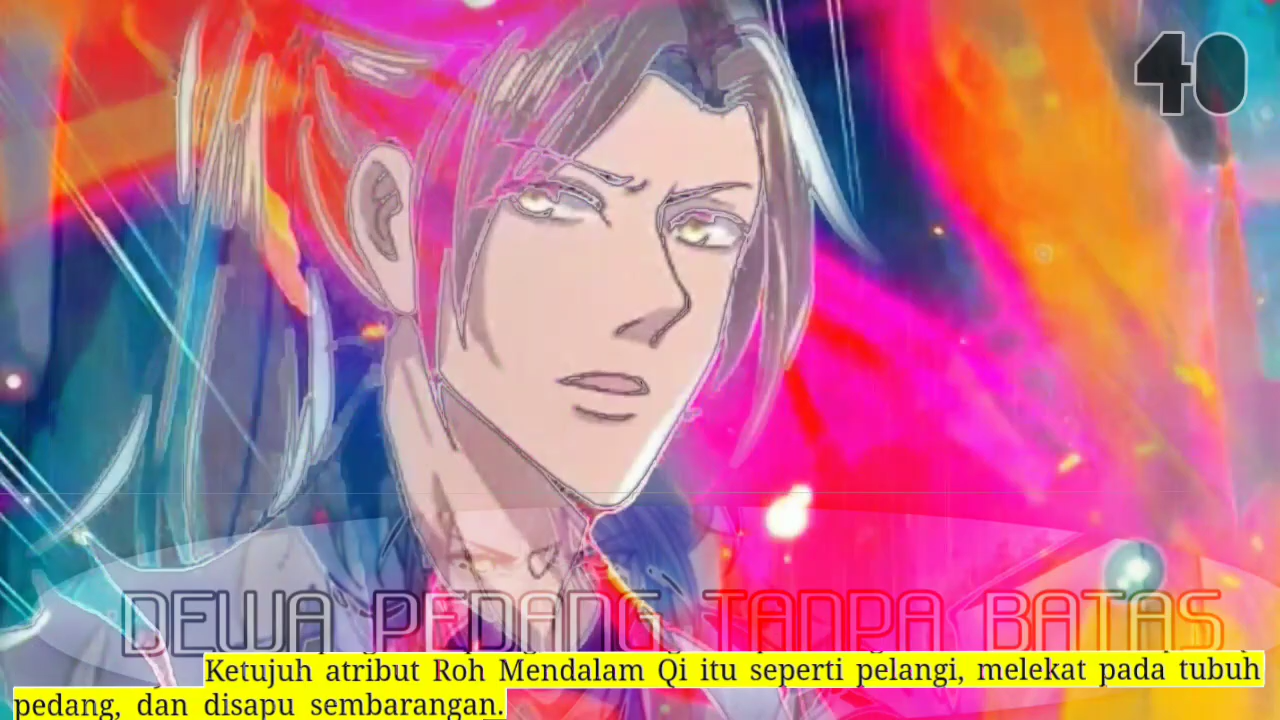 40
DEWA PEDANG TANPA BATAS
Ketujuh atribut Roh Mendalam Qi itu seperti pelangi, melekat pada tubuh
pedang, dan disapu sembarangan.